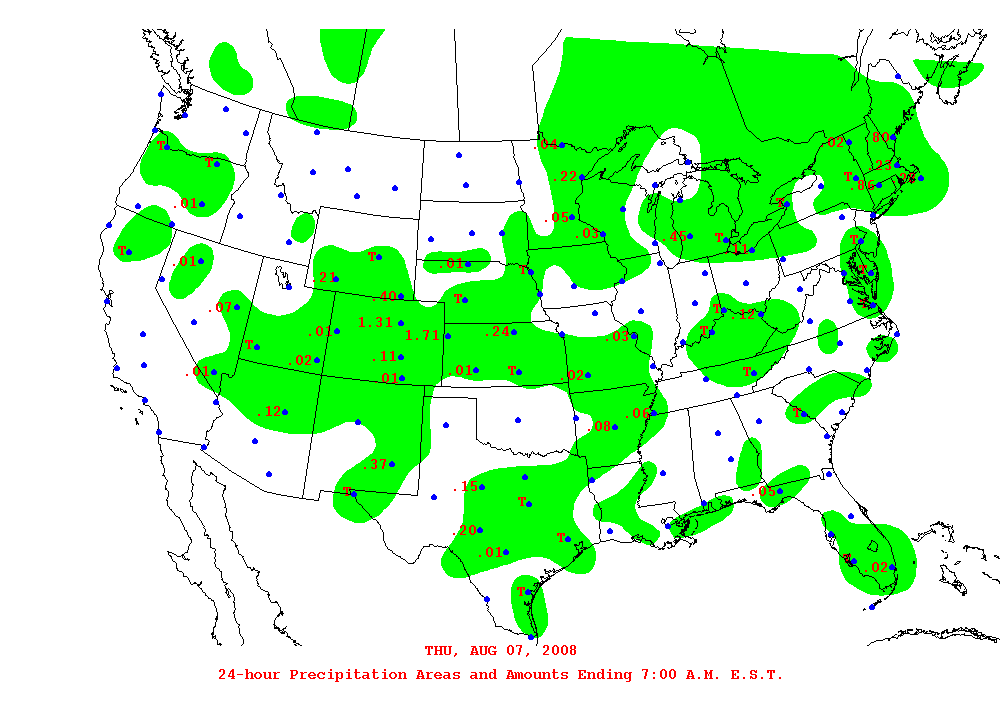 .04 .02 .80
T T .22 T .23
.86 .23
.01 .05 T
.03 .45 T T
T .11
.01 T .01 T T
.21
.07 .40 T T
T .12
1.31
.01 1.71 .24 .03 T
T
.02 .11
.01 .01 .01 T .02 T
.12 .06 T
.08
.37
.15 .05
T T
.20
.01 T
T .02
T
THU, AUG 07, 2008
24-hour Precipitation Areas and Amounts Ending 7:00 A.M. E.S.T.